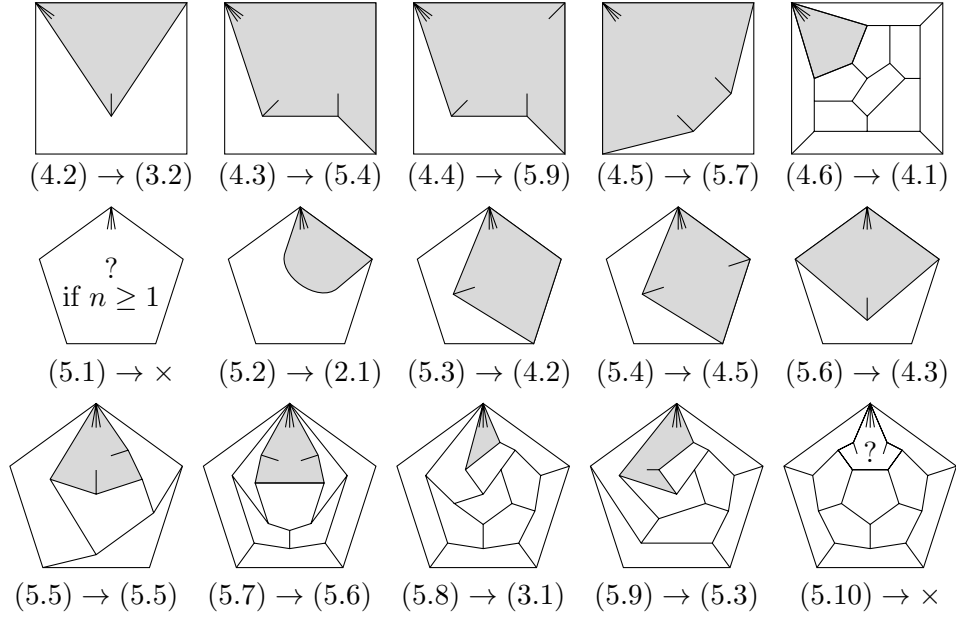 (4.2) → (3.2) (4.3) → (5.4) (4.4) → (5.9) (4.5) → (5.7) (4.6) → (4.1)
?
if n ≥ 1
(5.1) → × (5.2) → (2.1) (5.3) → (4.2) (5.4) → (4.5) (5.6) → (4.3)
?
(5.5) → (5.5) (5.7) → (5.6) (5.8) → (3.1) (5.9) → (5.3) (5.10) → ×